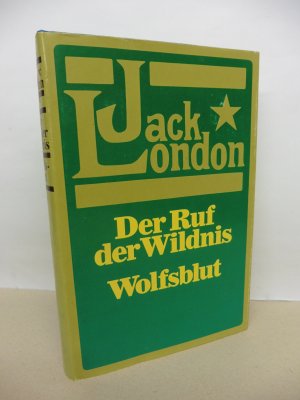 Jack
London
Der Ruf
der Wildnis
Wolfsblut